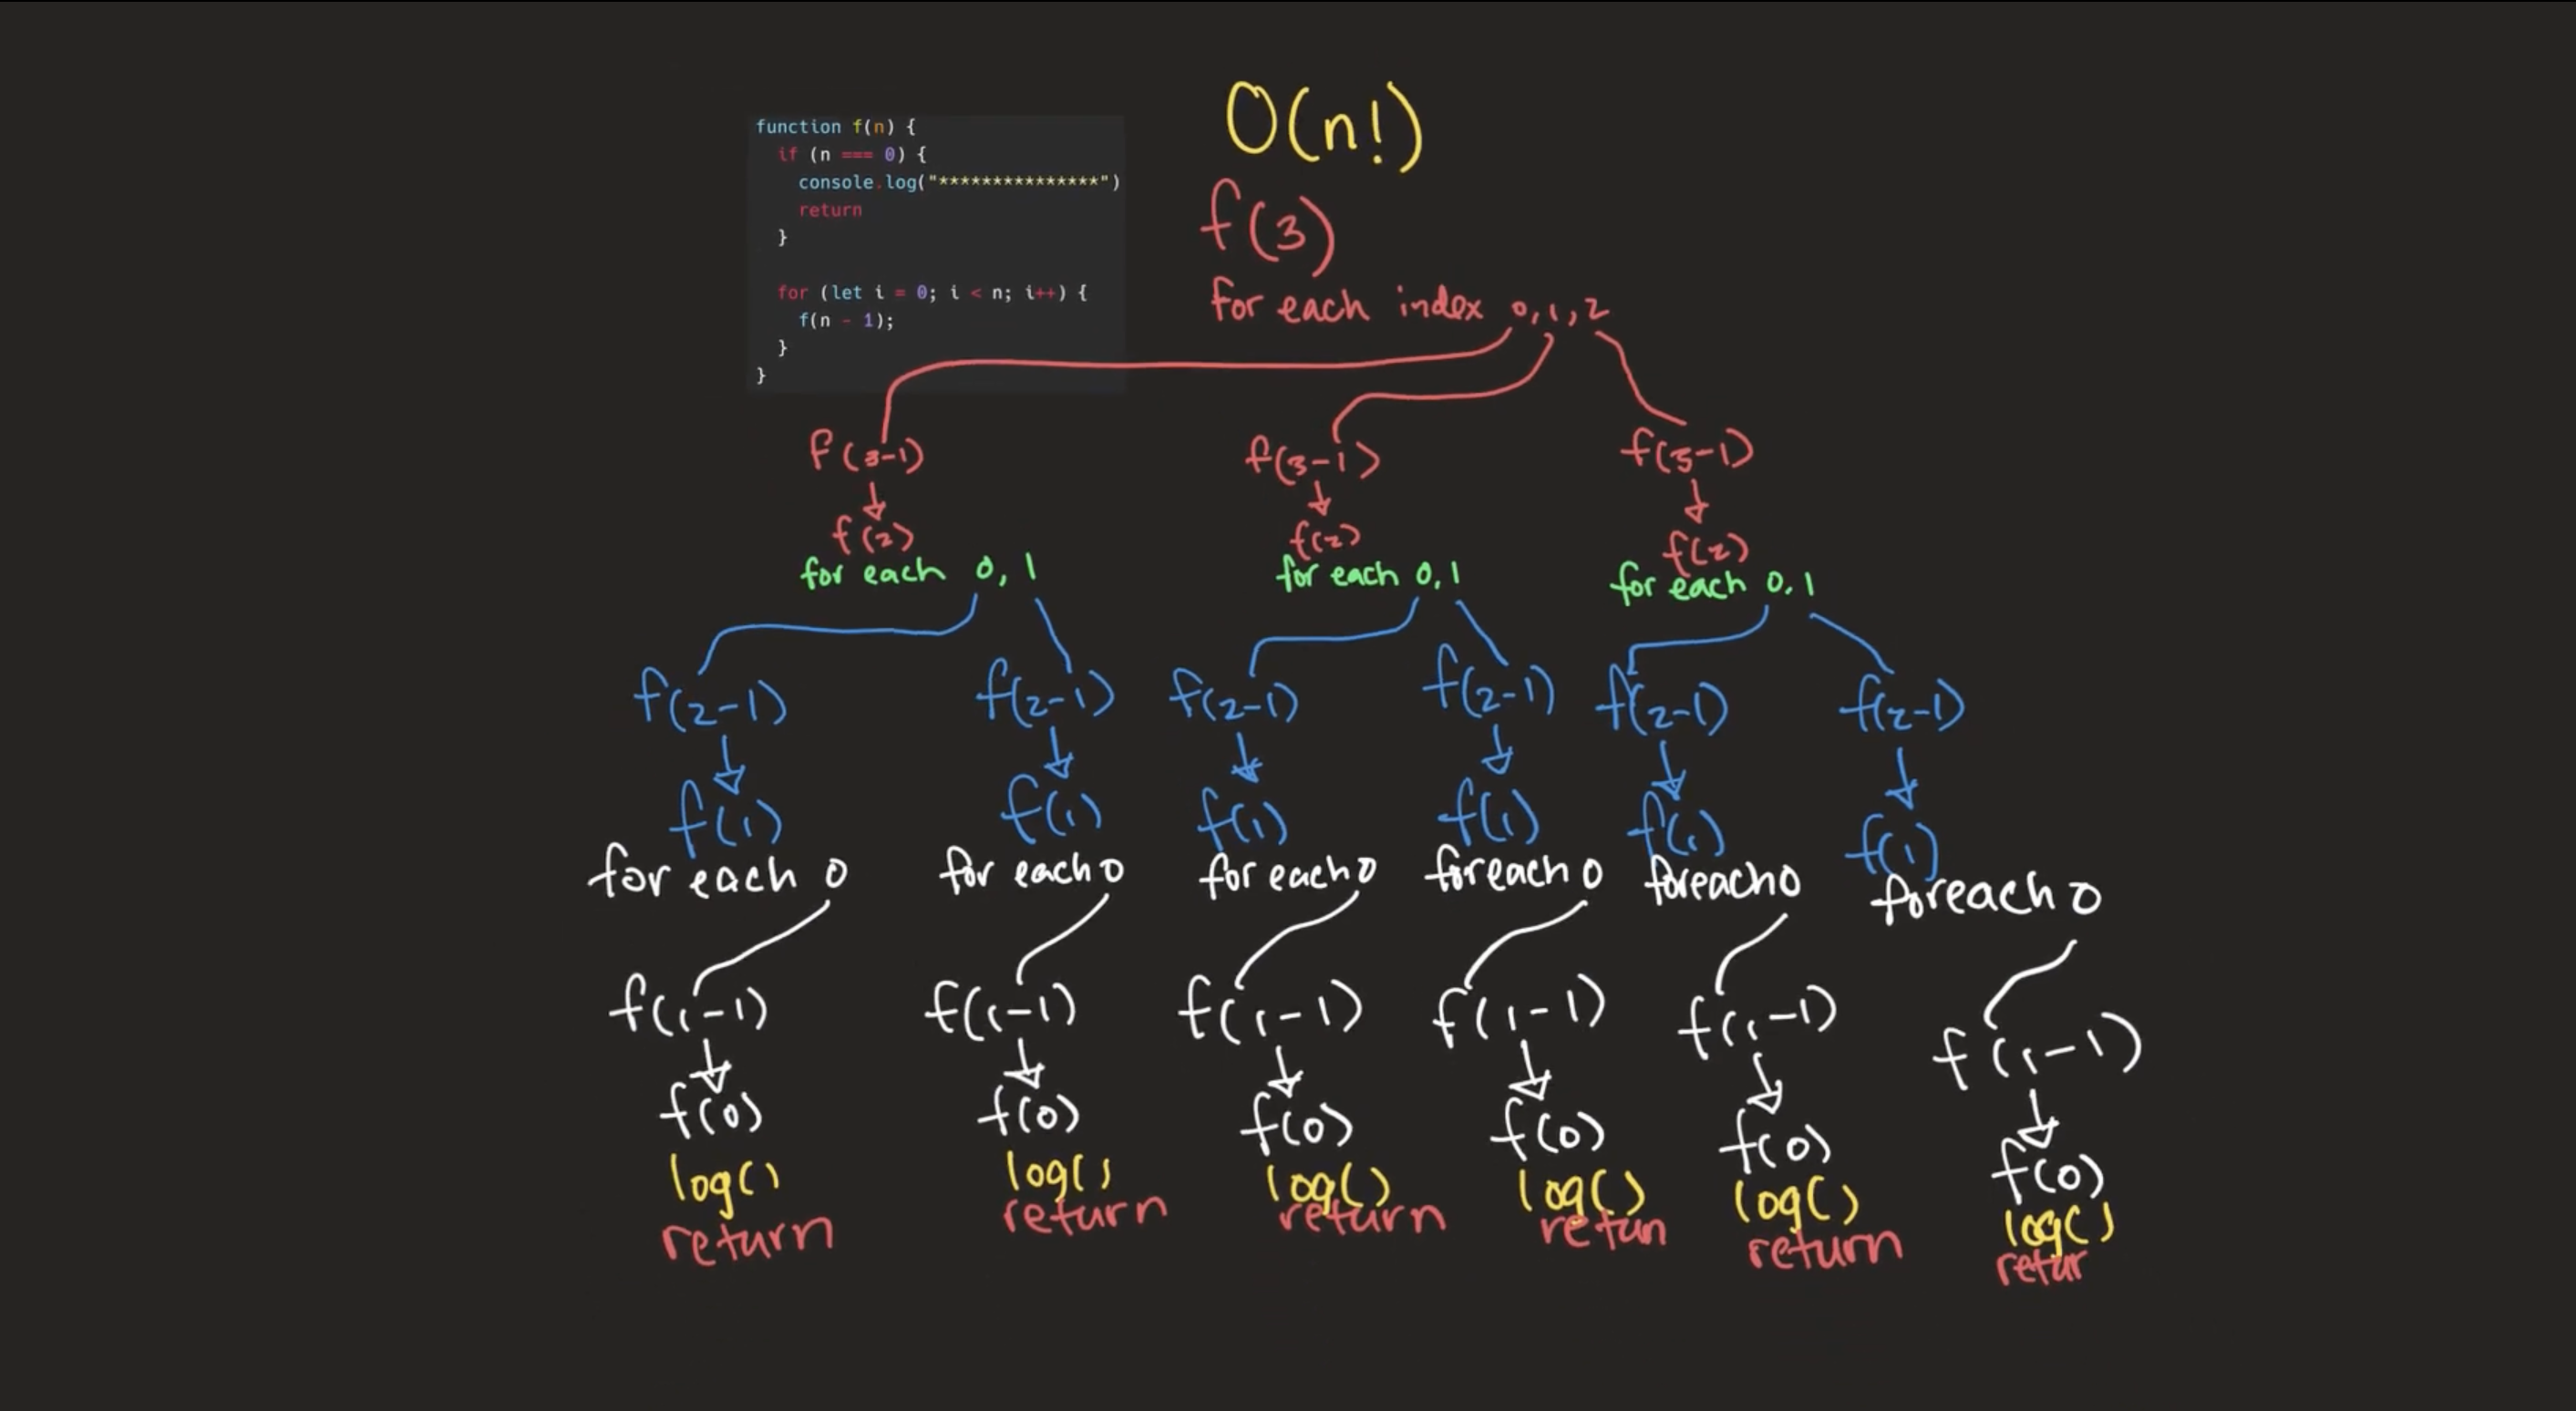 function f(n) {
if (n === 0) {
console.log("***************")
return
}
for (let i = 0; i < n; i++) {
f(n - 1);
}
}
O(n!)
f(3)
for each index 0,1,2
f(3-1) f(3-1) f(3-1)
f(2) f(2) f(2)
for each 0, 1 for each 0,1 for each 0,1
f(2-1) f(2-1) f(2-1) f(2-1) f(2-1) f(2-1)
f(1) f(1) f(1) f(1) f(1) f(1)
for each 0 for each 0 for each 0 foreach 0 foreach 0 foreach 0
f(1-1) f(1-1) f(1-1) f(1-1) f(1-1) f(1-1)
f(0) f(0) f(0) f(0) f(0) f(0)
log() log() log() log() log() log()
return return return retun return retur